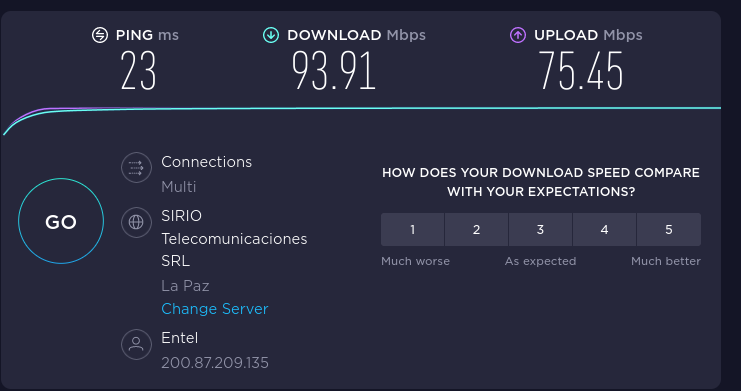 PING ms
23
DOWNLOAD Mbps
93.91
UPLOAD Mbps
75.45
GO
Connections
Multi
SIRIO
Telecomunicaciones
SRL
La Paz
Change Server
Entel
200.87.209.135
HOW DOES YOUR DOWNLOAD SPEED COMPARE
WITH YOUR EXPECTATIONS?
1 2 3 4 5
Much worse As expected Much better